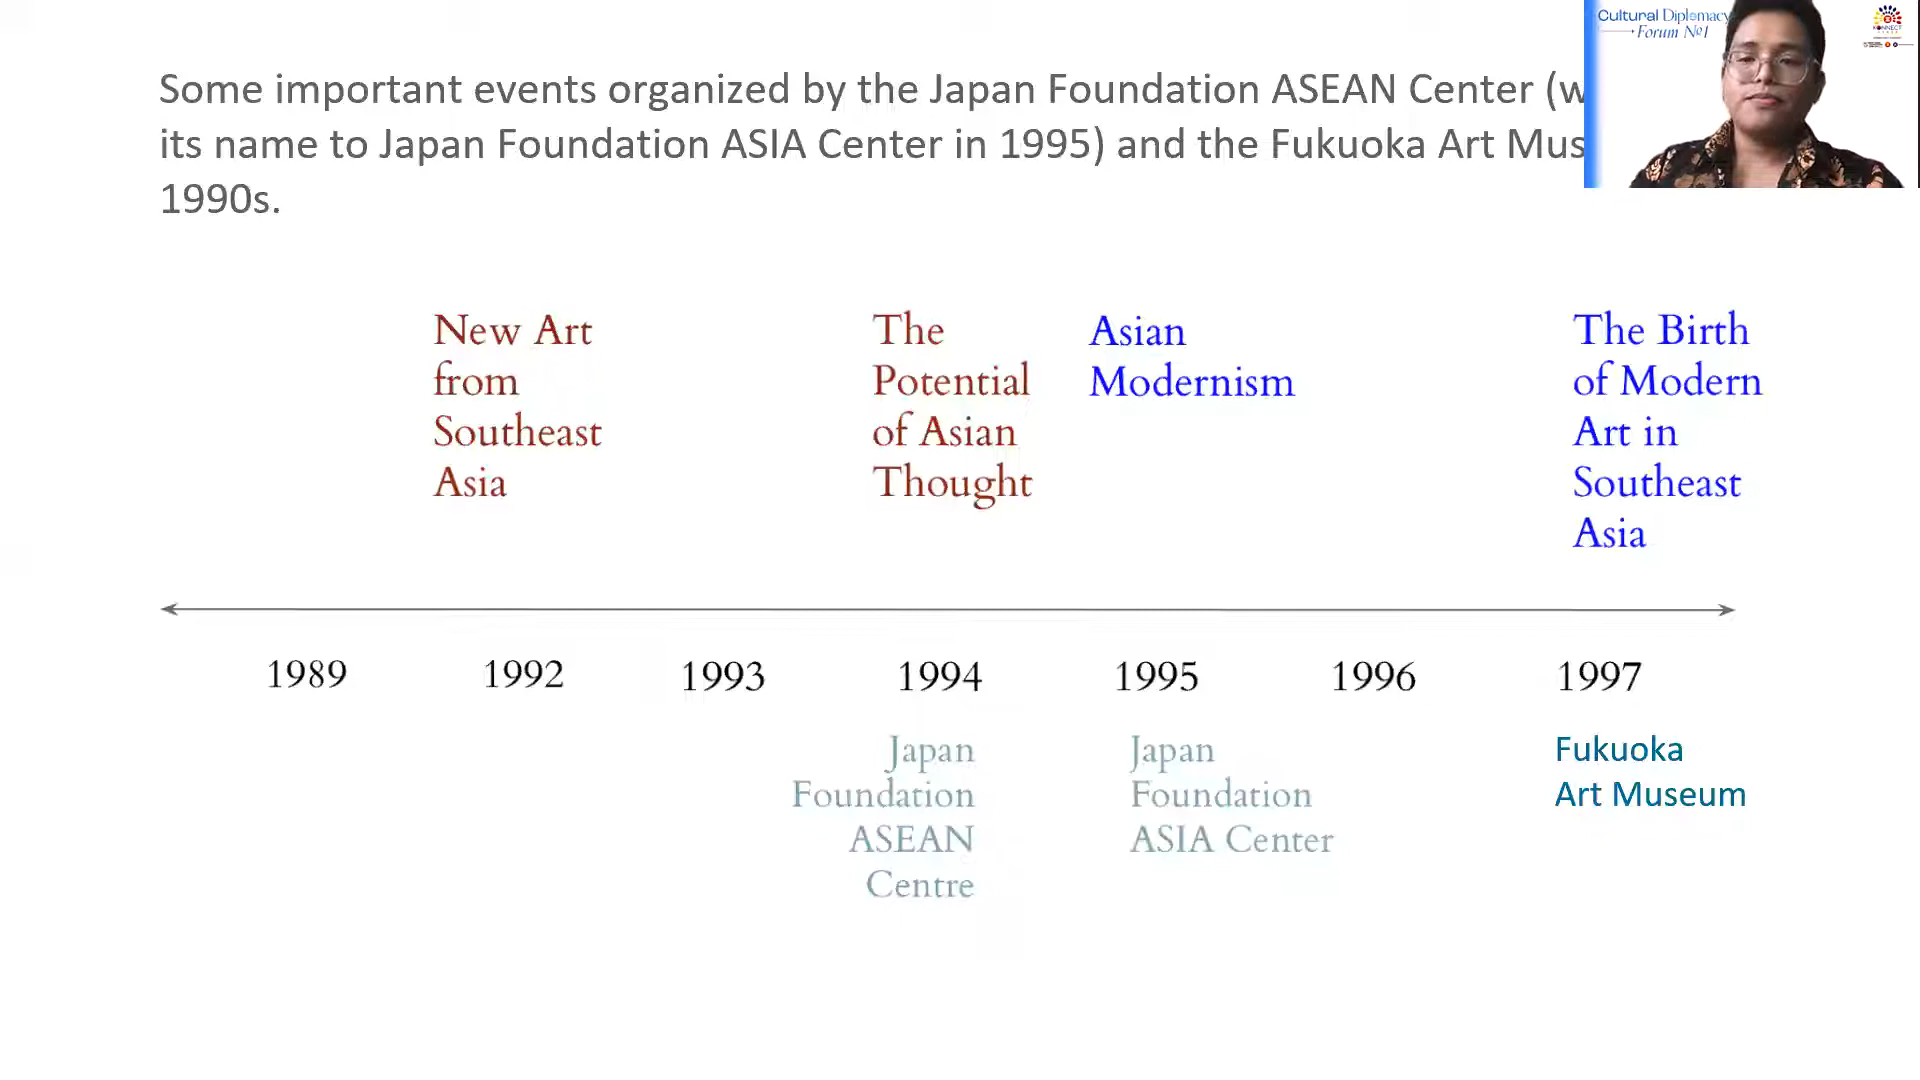 Cultural Diplomacy
Forum №1
KONNECT
Some important events organized by the Japan Foundation ASEAN Center (w
its name to Japan Foundation ASIA Center in 1995) and the Fukuoka Art Mus
1990s.
New Art
from
Southeast
Asia
The
Potential
of Asian
Thought
Asian
Modernism
The Birth
of Modern
Art in
Southeast
Asia
1989 1992 1993 1994 1995 1996 1997
Japan
Foundation
ASEAN
Centre
Japan
Foundation
ASIA Center
Fukuoka
Art Museum